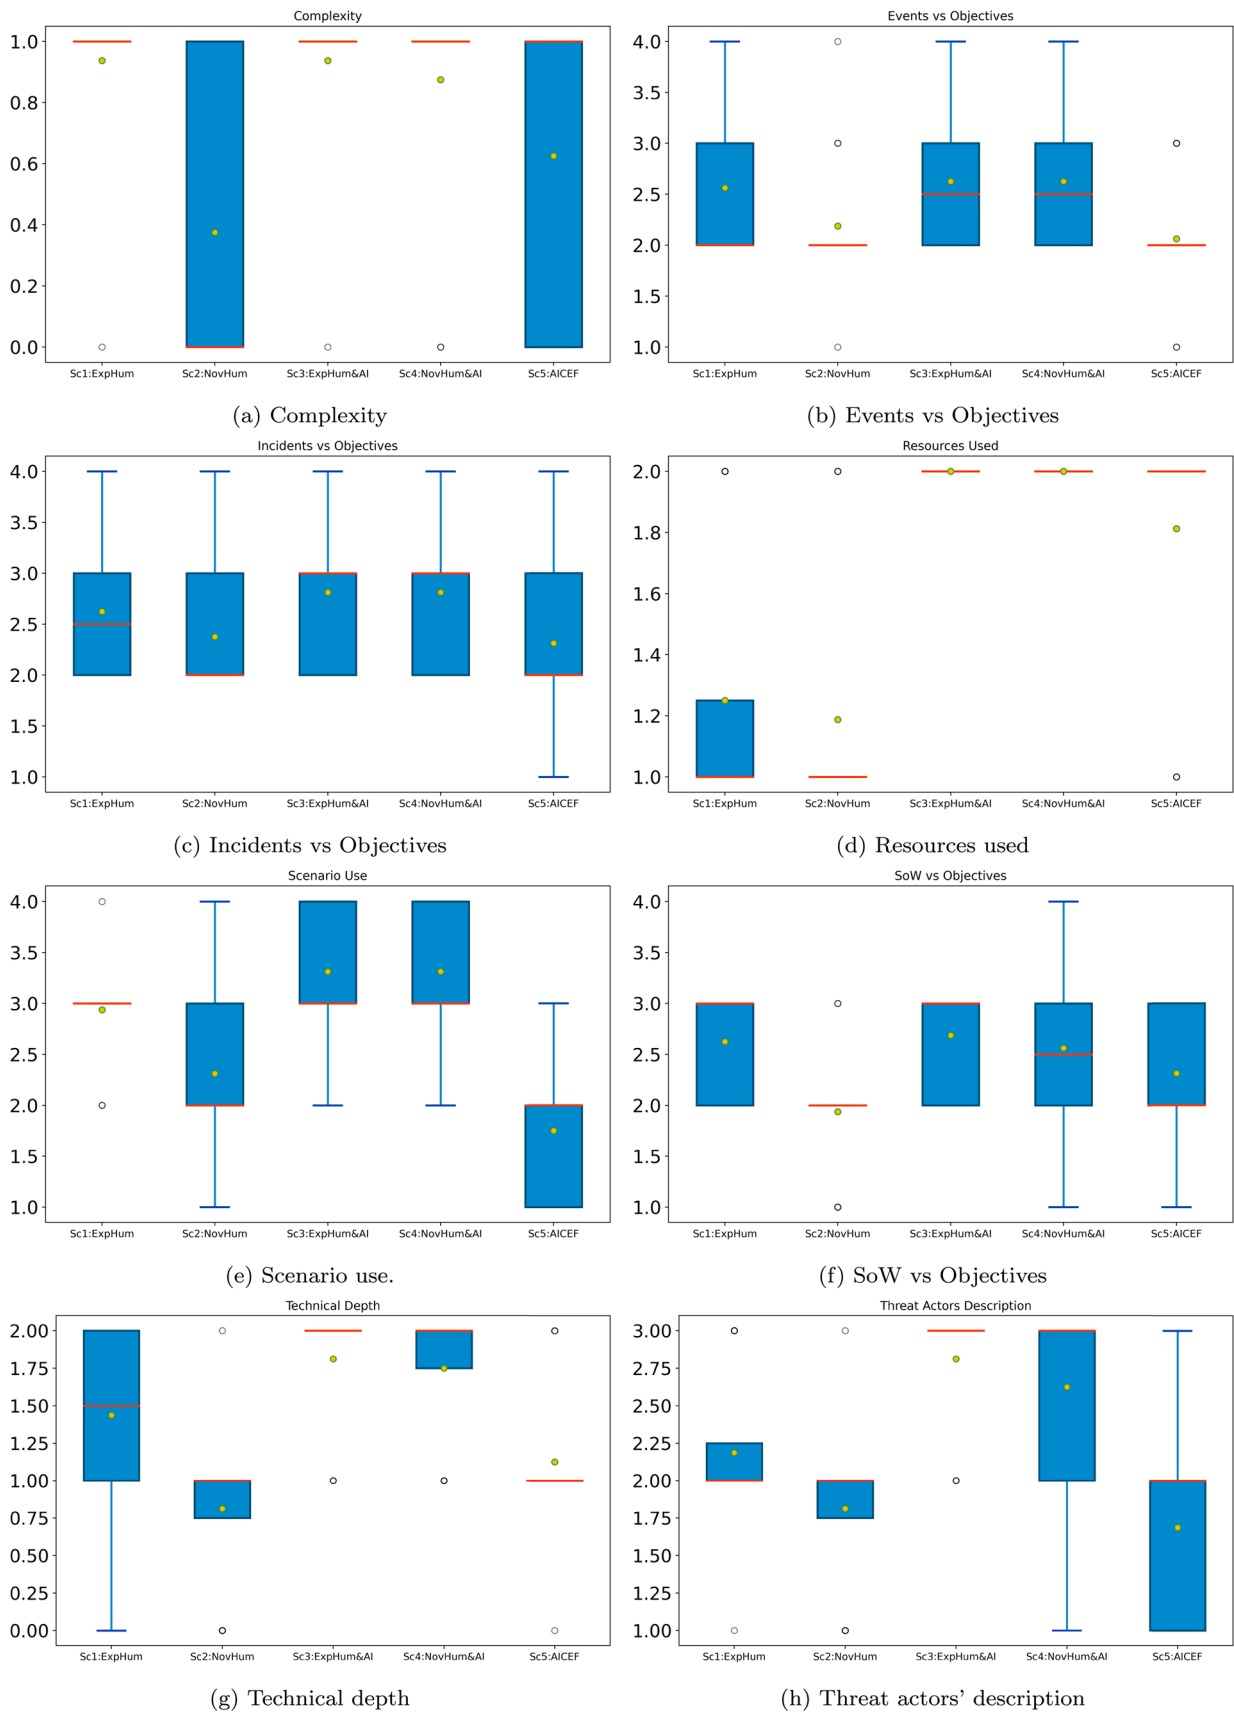 Complexity
1.0
0.8
0.6
0.4
0.2
0.0
Sc1:ExpHum Sc2:NovHum Sc3:ExpHum&AI Sc4:NovHum&AI Sc5:AICEF
(a) Complexity
Events vs Objectives
4.0
3.5
3.0
2.5
2.0
1.5
1.0
Sc1:ExpHum Sc2:NovHum Sc3:ExpHum&AI Sc4:NovHum&AI Sc5:AICEF
(b) Events vs Objectives
Incidents vs Objectives
4.0
3.5
3.0
2.5
2.0
1.5
1.0
Sc1:ExpHum Sc2:NovHum Sc3:ExpHum&AI Sc4:NovHum&AI Sc5:AICEF
(c) Incidents vs Objectives
Resources Used
2.0
1.8
1.6
1.4
1.2
1.0
Sc1:ExpHum Sc2:NovHum Sc3:ExpHum&AI Sc4:NovHum&AI Sc5:AICEF
(d) Resources used
Scenario Use
4.0
3.5
3.0
2.5
2.0
1.5
1.0
Sc1:ExpHum Sc2:NovHum Sc3:ExpHum&AI Sc4:NovHum&AI Sc5:AICEF
(e) Scenario use.
SoW vs Objectives
4.0
3.5
3.0
2.5
2.0
1.5
1.0
Sc1:ExpHum Sc2:NovHum Sc3:ExpHum&AI Sc4:NovHum&AI Sc5:AICEF
(f) SoW vs Objectives
Technical Depth
2.00
1.75
1.50
1.25
1.00
0.75
0.50
0.25
0.00
Sc1:ExpHum Sc2:NovHum Sc3:ExpHum&AI Sc4:NovHum&AI Sc5:AICEF
(g) Technical depth
Threat Actors Description
3.00
2.75
2.50
2.25
2.00
1.75
1.50
1.25
1.00
Sc1:ExpHum Sc2:NovHum Sc3:ExpHum&AI Sc4:NovHum&AI Sc5:AICEF
(h) Threat actors' description